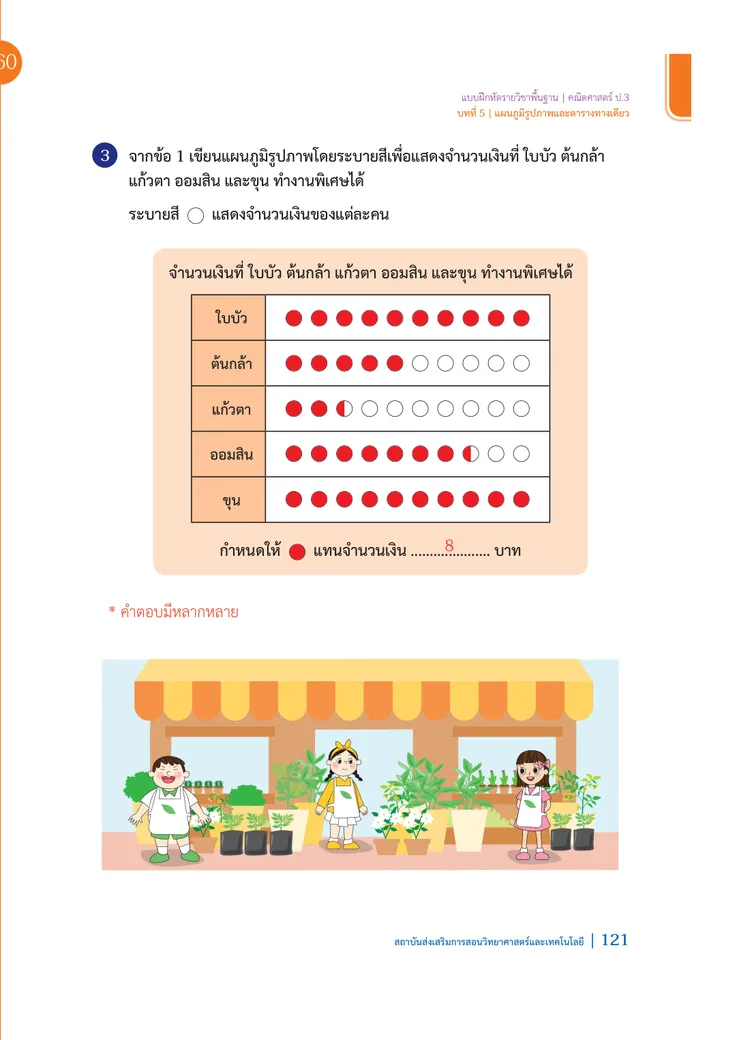 60
แบบฝึกหัดรายวิชาพื้นฐาน | คณิตศาสตร์ ป.3
บทที่ 5 | แผนภูมิรูปภาพและตารางทางเดียว
3 จากข้อ 1 เขียนแผนภูมิรูปภาพโดยระบายสีเพื่อแสดงจำนวนเงินที่ ใบบัว ต้นกล้า
แก้วตา ออมสิน และขุน ทำงานพิเศษได้
ระบายสี ○ แสดงจำนวนเงินของแต่ละคน
จำนวนเงินที่ ใบบัว ต้นกล้า แก้วตา ออมสิน และขุน ทำงานพิเศษได้
ใบบัว
ต้นกล้า
แก้วตา
ออมสิน
ขุน
กำหนดให้ ● แทนจำนวนเงิน ..........8.......... บาท
* คำตอบมีหลากหลาย
สถาบันส่งเสริมการสอนวิทยาศาสตร์และเทคโนโลยี | 121